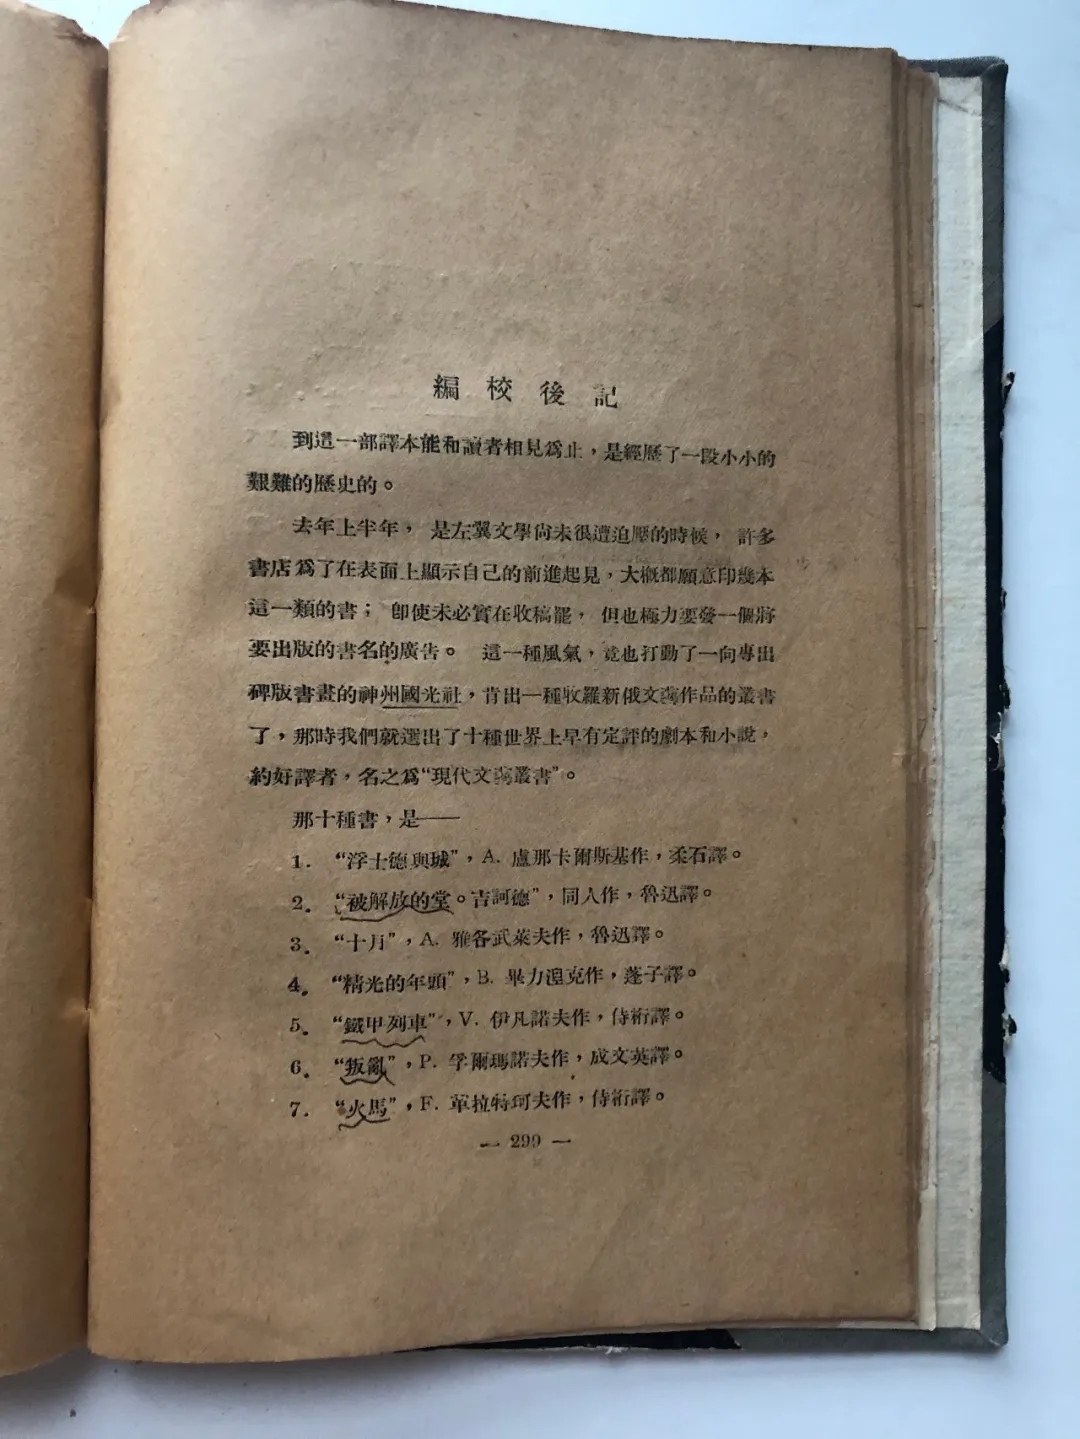 編校後記
到這一部譯本能和讀者相見爲止，是經歷了一段小小的
艱難的歷史的。
去年上半年，是左翼文學尚未很遭迫壓的時候，許多
書店爲了在表面上顯示自己的前進起見，大概都願意印幾本
這一類的書；卽使未必實在收稿罷，但也極力要發一個將
要出版的書名的廣告。這一種風氣，竟也打動了一向專出
碑版書畫的神州國光社，肯出一種收羅新俄文藝作品的叢書
了，那時我們就選出了十種世界上早有定評的劇本和小說，
約好譯者，名之爲“現代文藝叢書”。
那十種書，是——
1. “浮士德與城”，A. 盧那卡爾斯基作，柔石譯。
2. “被解放的堂。吉訶德”，同人作，魯迅譯。
3. “十月”，A. 雅各武萊夫作，魯迅譯。
4. “精光的年頭”，B. 畢力涅克作，蓬子譯。
5. “鐵甲列車”，V. 伊凡諾夫作，侍桁譯。
6. “叛亂”，P. 孚爾瑪諾夫作，成文英譯。
7. “火馬”，F. 革拉特珂夫作，侍桁譯。
— 299 —